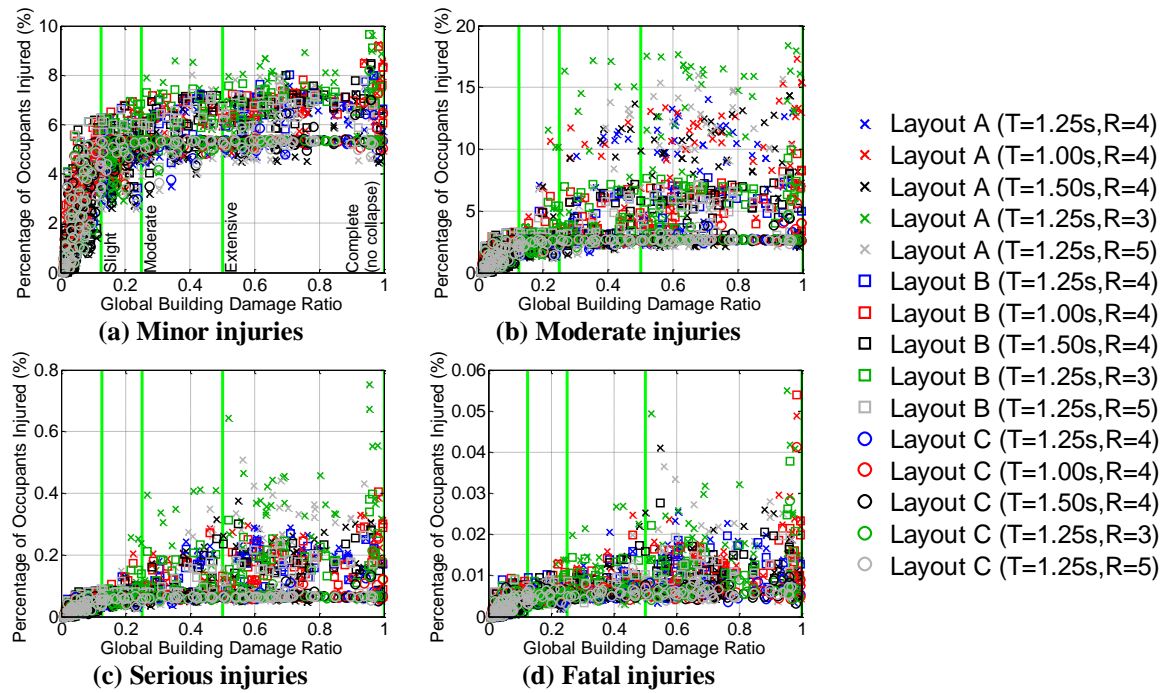 Percentage of Occupants Injured (%)
10
8
6
4
2
0
0
0.2
0.4
0.6
0.8
1
Slight
Moderate
Extensive
Complete
(no collapse)
Global Building Damage Ratio
(a) Minor injuries
Percentage of Occupants Injured (%)
20
15
10
5
0
0
0.2
0.4
0.6
0.8
1
Global Building Damage Ratio
(b) Moderate injuries
Percentage of Occupants Injured (%)
0.8
0.6
0.4
0.2
0
0
0.2
0.4
0.6
0.8
1
Global Building Damage Ratio
(c) Serious injuries
Percentage of Occupants Injured (%)
0.06
0.05
0.04
0.03
0.02
0.01
0
0
0.2
0.4
0.6
0.8
1
Global Building Damage Ratio
(d) Fatal injuries
Layout A (T=1.25s,R=4)
Layout A (T=1.00s,R=4)
Layout A (T=1.50s,R=4)
Layout A (T=1.25s,R=3)
Layout A (T=1.25s,R=5)
Layout B (T=1.25s,R=4)
Layout B (T=1.00s,R=4)
Layout B (T=1.50s,R=4)
Layout B (T=1.25s,R=3)
Layout B (T=1.25s,R=5)
Layout C (T=1.25s,R=4)
Layout C (T=1.00s,R=4)
Layout C (T=1.50s,R=4)
Layout C (T=1.25s,R=3)
Layout C (T=1.25s,R=5)